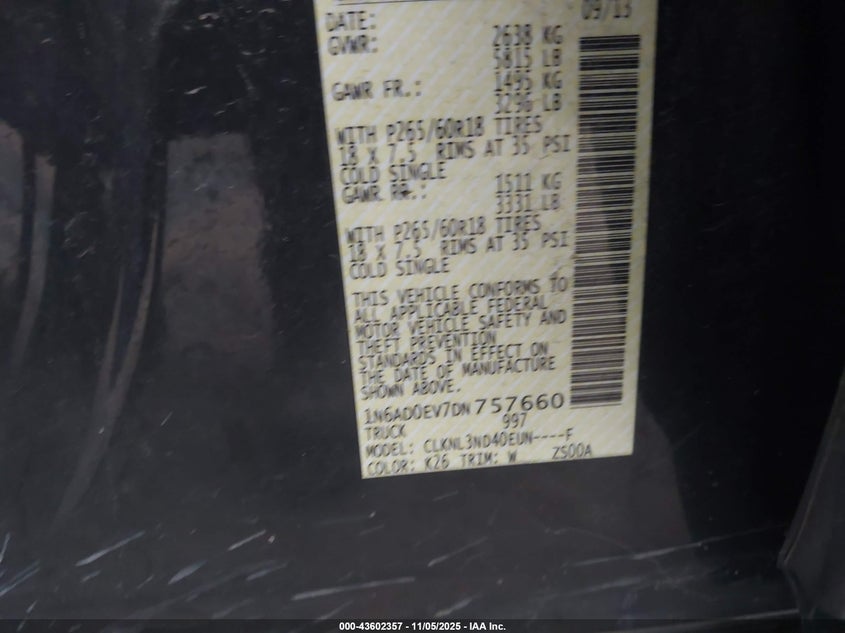 DATE: 09/13
GVWR: 2638 KG
5815 LB
GAWR FR.: 1495 KG
3296 LB
WITH P265/60R18 TIRES
18 X 7.5 RIMS AT 35 PSI
COLD SINGLE
GAWR RR.: 1511 KG
3331 LB
WITH P265/60R18 TIRES
18 X 7.5 RIMS AT 35 PSI
COLD SINGLE
THIS VEHICLE CONFORMS TO
ALL APPLICABLE FEDERAL
MOTOR VEHICLE SAFETY AND
THEFT PREVENTION
STANDARDS IN EFFECT ON
THE DATE OF MANUFACTURE
SHOWN ABOVE.
1N6AD0EV7DN757660
TRUCK 997
MODEL: CLKNL3ND40EUN----F
COLOR: K26 TRIM: W ZS00A
000-43602357 - 11/05/2025 - IAA Inc.